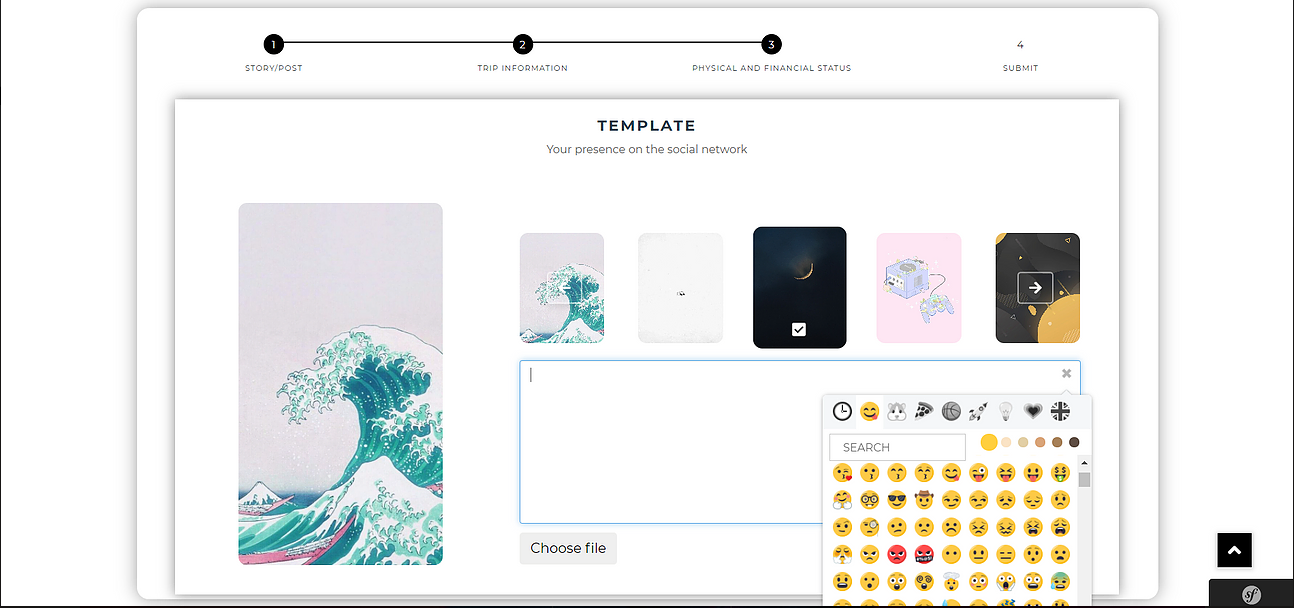 1
2
3
4
STORY/POST
TRIP INFORMATION
PHYSICAL AND FINANCIAL STATUS
SUBMIT
TEMPLATE
Your presence on the social network
SEARCH
Choose file
sf